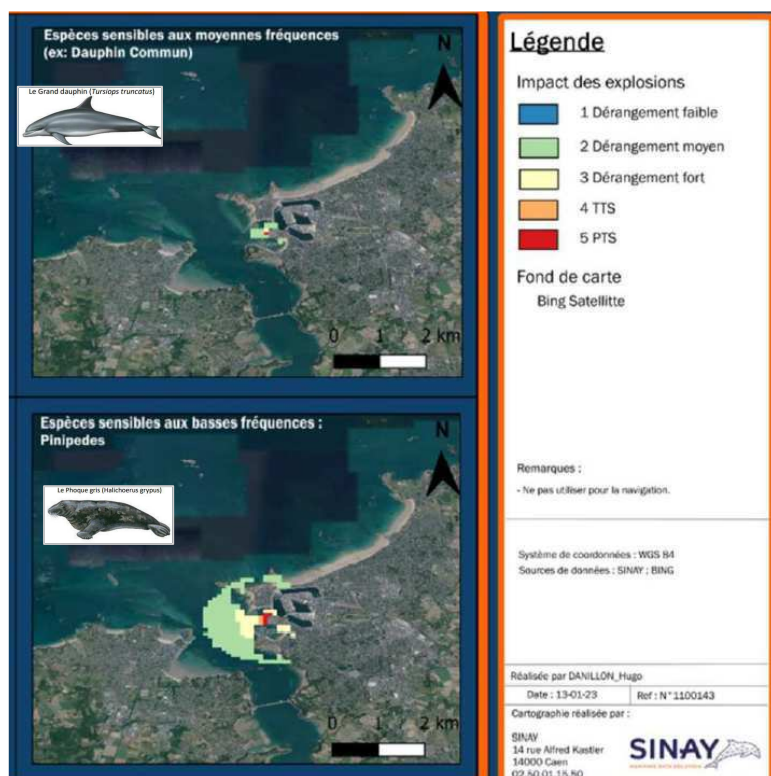 Espèces sensibles aux moyennes fréquences
(ex: Dauphin Commun)
N
Le Grand dauphin (Tursiops truncatus)
0 1 2 km
Espèces sensibles aux basses fréquences :
Pinipedes
N
Le Phoque gris (Halichoerus grypus)
0 1 2 km
Légende
Impact des explosions
1 Dérangement faible
2 Dérangement moyen
3 Dérangement fort
4 TTS
5 PTS
Fond de carte
Bing Satellitte
Remarques :
- Ne pas utiliser pour la navigation.
Système de coordonnées : WGS 84
Sources de données : SINAY ; BING
Réalisée par DANILLON_Hugo
Date : 13-01-23
Ref : N°1100143
Cartographie réalisée par :
SINAY
14 rue Alfred Kastler
14000 Caen
02 50 01 15 50
SINAY